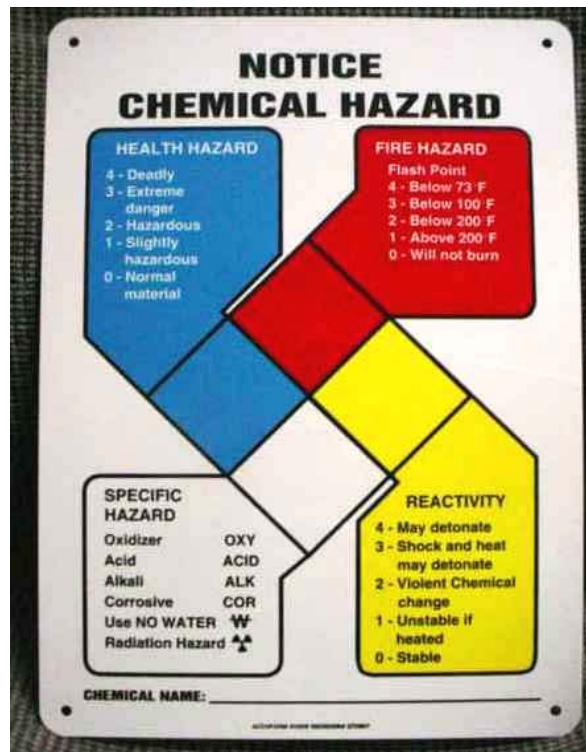 NOTICE
CHEMICAL HAZARD
HEALTH HAZARD
4 - Deadly
3 - Extreme
danger
2 - Hazardous
1 - Slightly
hazardous
0 - Normal
material
FIRE HAZARD
Flash Point
4 - Below 73°F
3 - Below 100°F
2 - Below 200°F
1 - Above 200°F
0 - Will not burn
SPECIFIC
HAZARD
Oxidizer OXY
Acid ACID
Alkali ALK
Corrosive COR
Use NO WATER W
Radiation Hazard ☢
REACTIVITY
4 - May detonate
3 - Shock and heat
may detonate
2 - Violent Chemical
change
1 - Unstable if
heated
0 - Stable
CHEMICAL NAME: